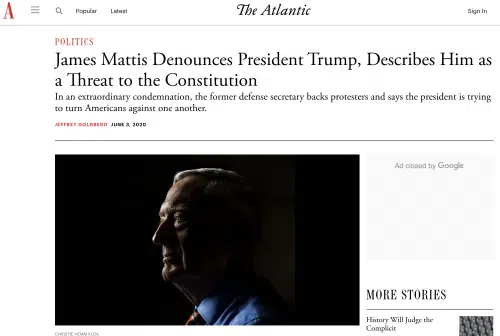 A
Popular
Latest
The Atlantic
Sign In
POLITICS
James Mattis Denounces President Trump, Describes Him as
a Threat to the Constitution
In an extraordinary condemnation, the former defense secretary backs protesters and says the president is trying
to turn Americans against one another.
JEFFREY GOLDBERG JUNE 3, 2020
Ad closed by Google
MORE STORIES
History Will Judge the
Complicit
CHRISTIE HEMM KLOK